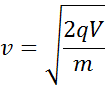 v = √(2qV/m)